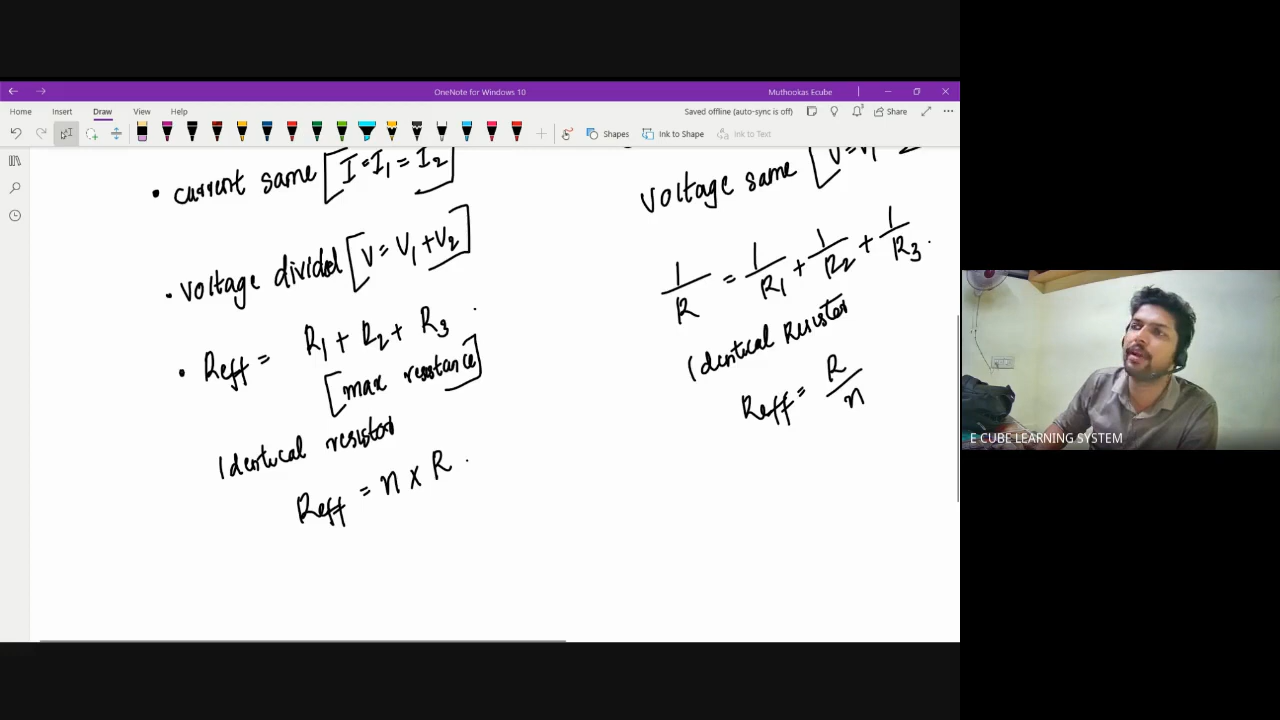 OneNote for Windows 10
Muthookas Ecube
Home Insert Draw View Help
Saved offline (auto-sync is off)
Share
Shapes
Ink to Shape
Ink to Text
• current same [I = I₁ = I₂]
• voltage divided [V = V₁ + V₂]
• Reff = R₁ + R₂ + R₃
[max resstance]
Identical resistor
Reff = n × R
voltage same [V = V₁
1/R = 1/R₁ + 1/R₂ + 1/R₃
Identical Resistor
Reff = R/n
E CUBE LEARNING SYSTEM